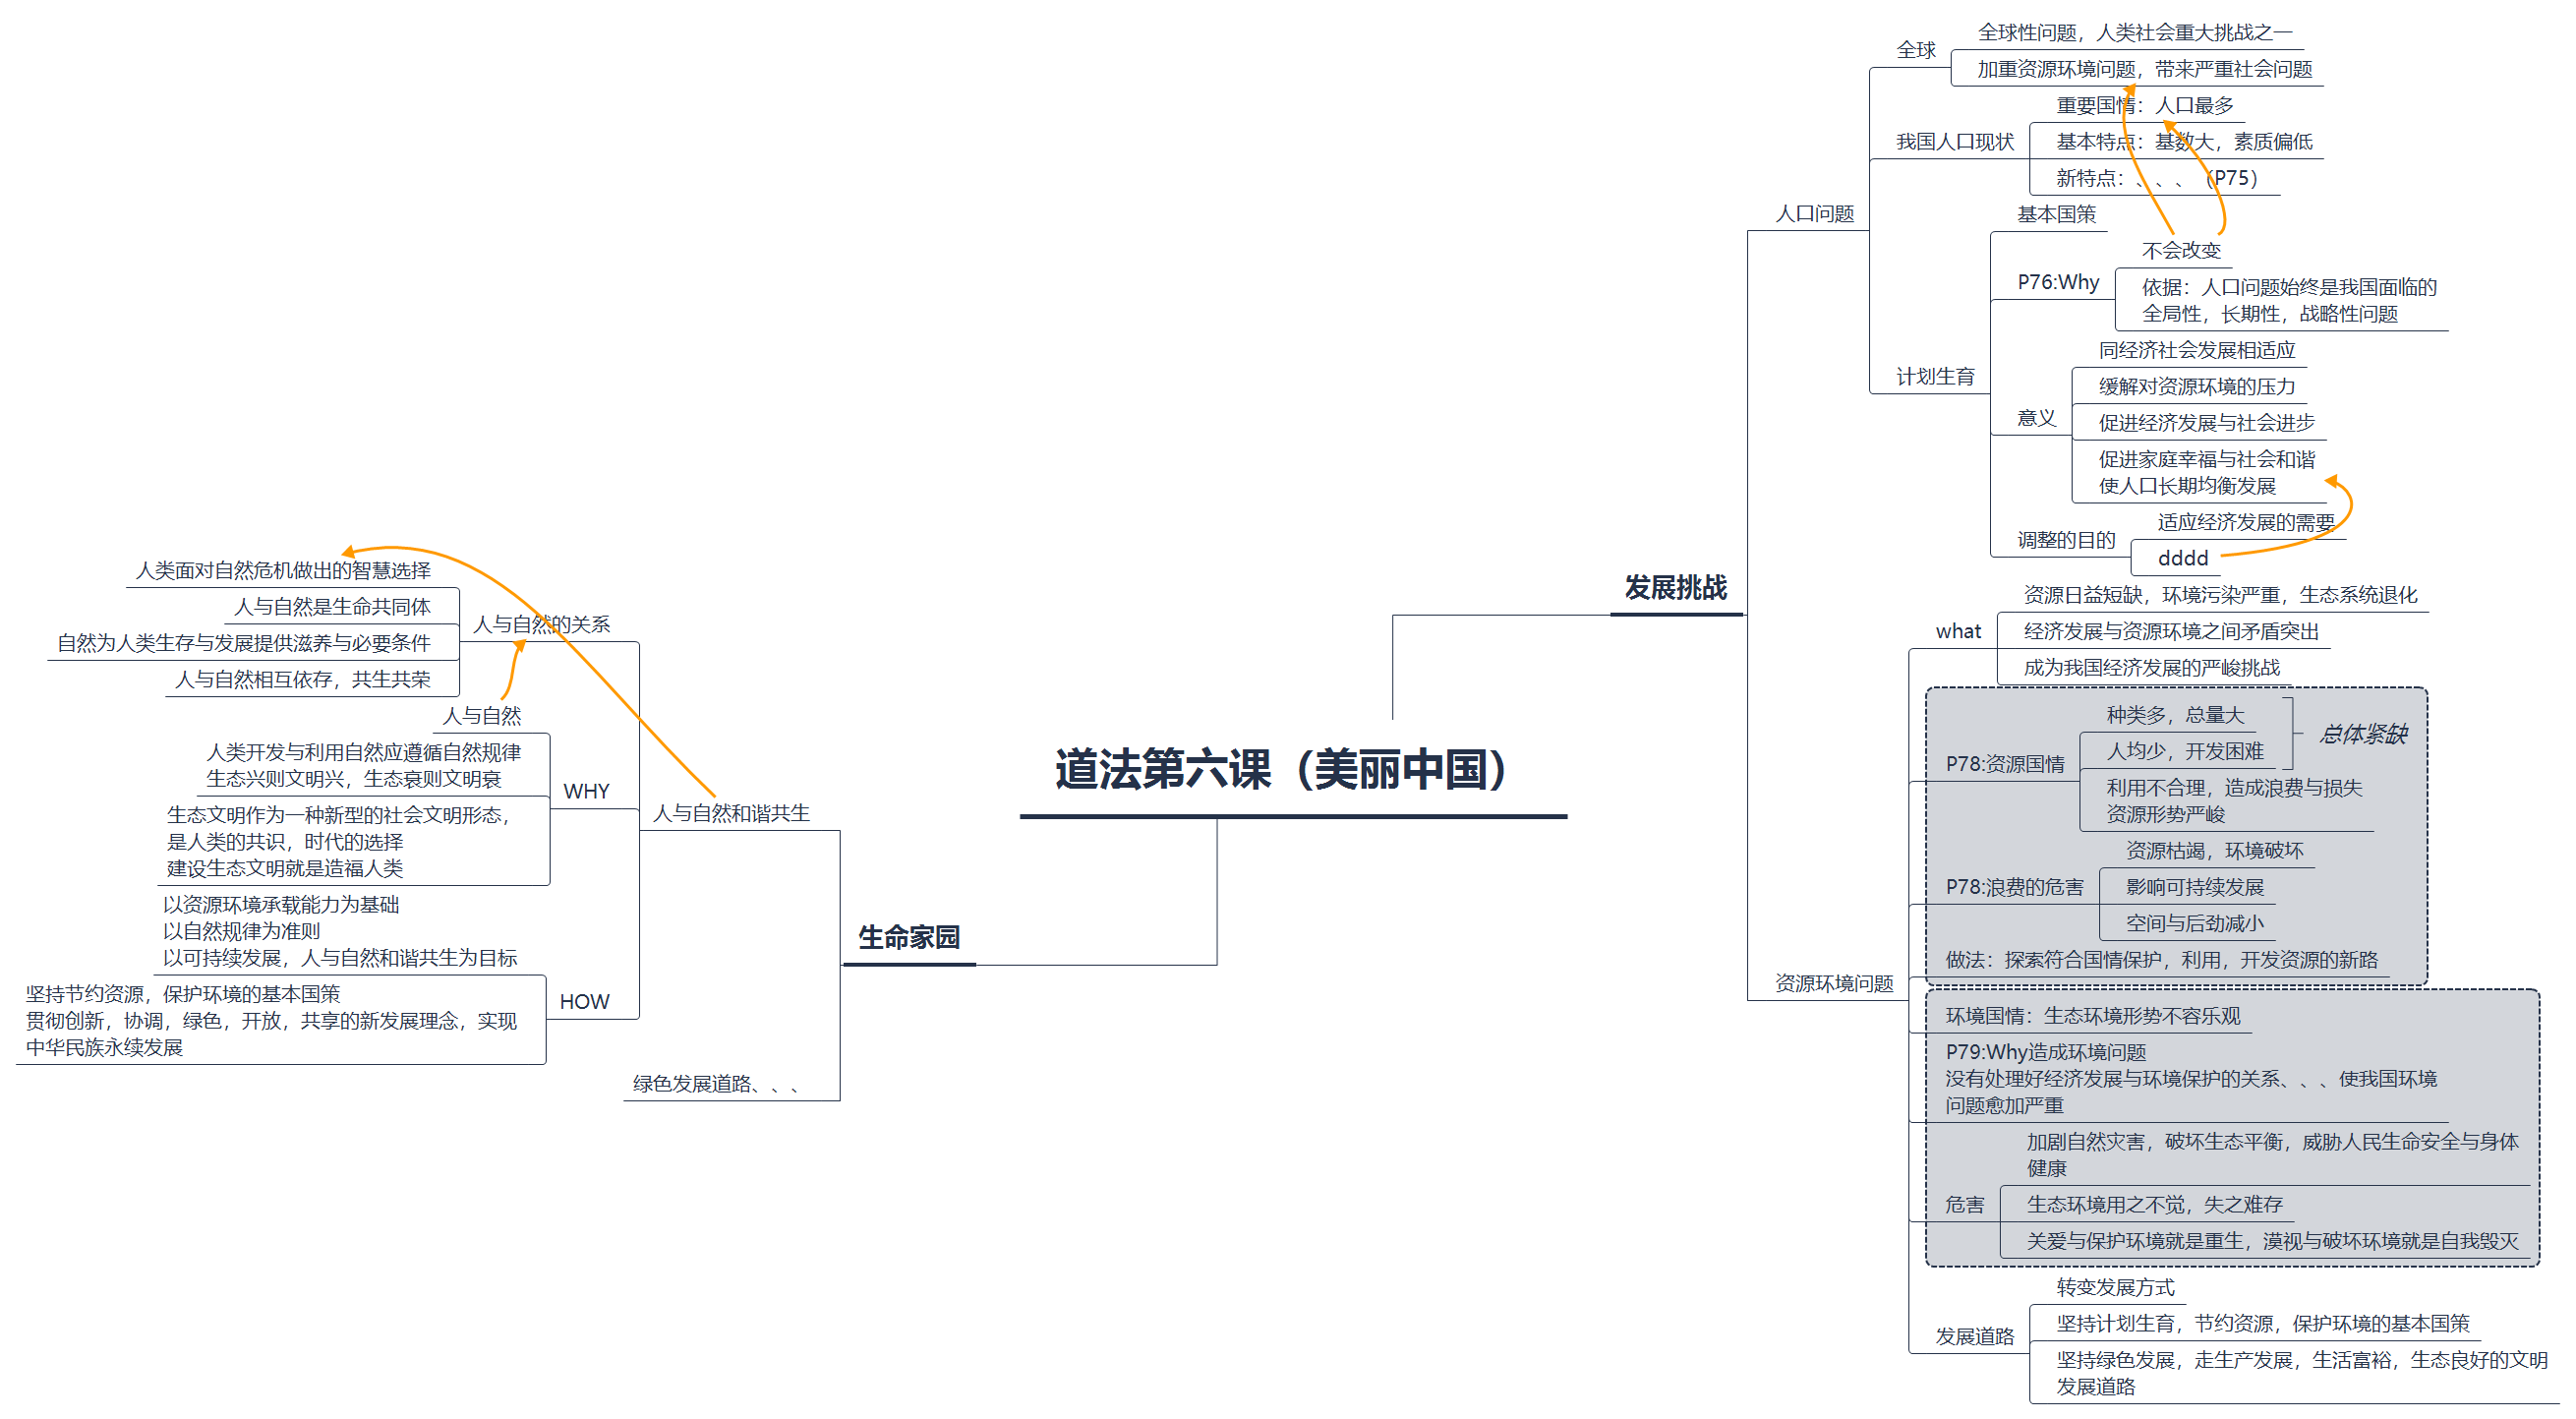 道法第六课（美丽中国）
发展挑战
人口问题
全球
全球性问题，人类社会重大挑战之一
加重资源环境问题，带来严重社会问题
我国人口现状
重要国情：人口最多
基本特点：基数大，素质偏低
新特点：、、、（P75）
计划生育
基本国策
P76:Why
不会改变
依据：人口问题始终是我国面临的
全局性，长期性，战略性问题
意义
同经济社会发展相适应
缓解对资源环境的压力
促进经济发展与社会进步
促进家庭幸福与社会和谐
使人口长期均衡发展
调整的目的
适应经济发展的需要
dddd
资源环境问题
what
资源日益短缺，环境污染严重，生态系统退化
经济发展与资源环境之间矛盾突出
成为我国经济发展的严峻挑战
P78:资源国情
种类多，总量大
人均少，开发困难
总体紧缺
利用不合理，造成浪费与损失
资源形势严峻
P78:浪费的危害
资源枯竭，环境破坏
影响可持续发展
空间与后劲减小
做法：探索符合国情保护，利用，开发资源的新路
环境国情：生态环境形势不容乐观
P79:Why造成环境问题
没有处理好经济发展与环境保护的关系、、、使我国环境
问题愈加严重
危害
加剧自然灾害，破坏生态平衡，威胁人民生命安全与身体
健康
生态环境用之不觉，失之难存
关爱与保护环境就是重生，漠视与破坏环境就是自我毁灭
发展道路
转变发展方式
坚持计划生育，节约资源，保护环境的基本国策
坚持绿色发展，走生产发展，生活富裕，生态良好的文明
发展道路
生命家园
人与自然和谐共生
人与自然的关系
人类面对自然危机做出的智慧选择
人与自然是生命共同体
自然为人类生存与发展提供滋养与必要条件
人与自然相互依存，共生共荣
WHY
人与自然
人类开发与利用自然应遵循自然规律
生态兴则文明兴，生态衰则文明衰
生态文明作为一种新型的社会文明形态，
是人类的共识，时代的选择
建设生态文明就是造福人类
HOW
以资源环境承载能力为基础
以自然规律为准则
以可持续发展，人与自然和谐共生为目标
坚持节约资源，保护环境的基本国策
贯彻创新，协调，绿色，开放，共享的新发展理念，实现
中华民族永续发展
绿色发展道路、、、